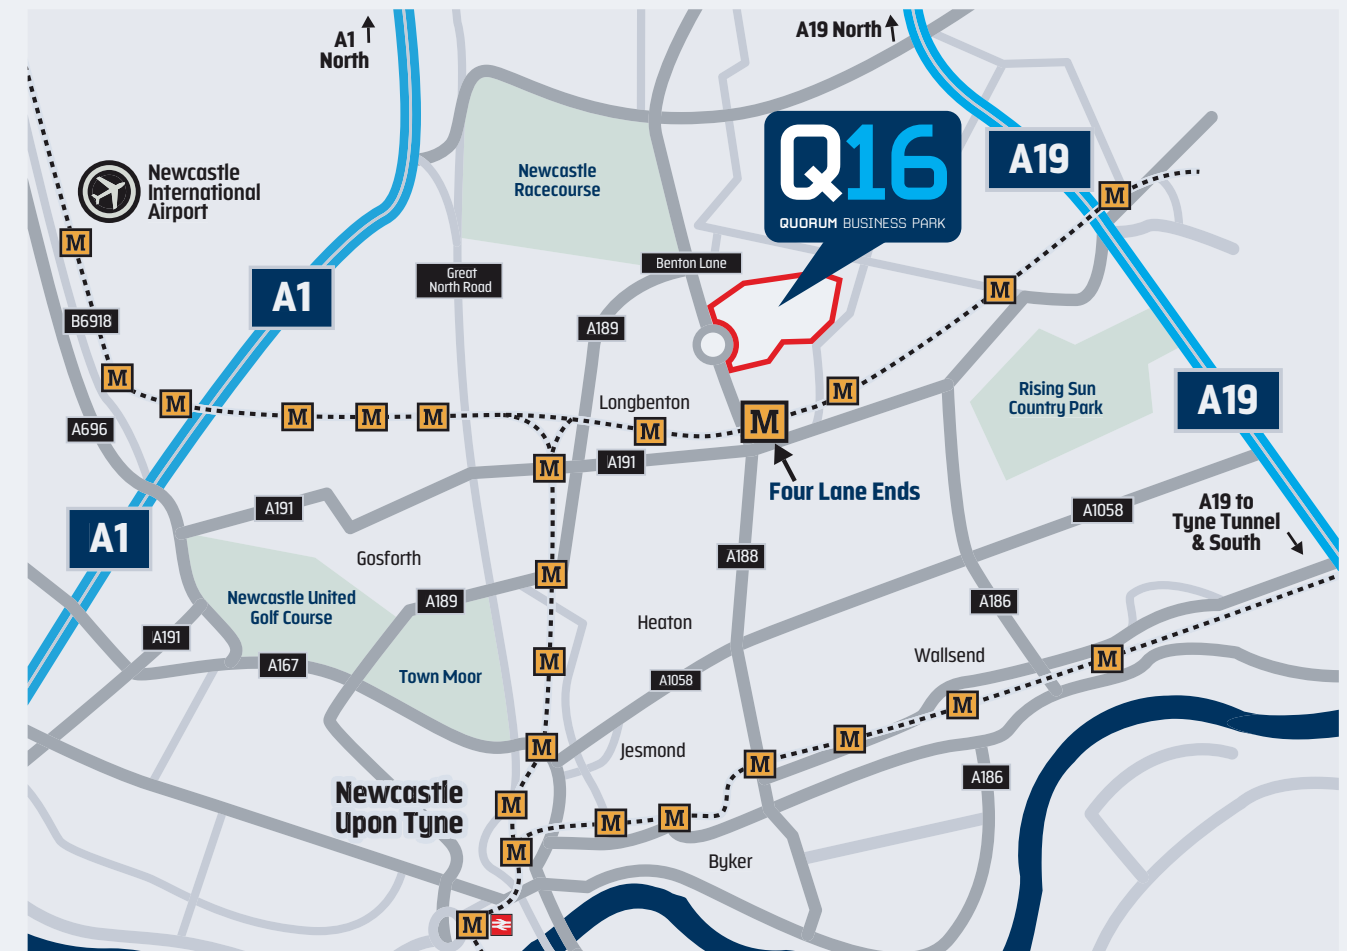 A1
North
A19 North
Newcastle
International
Airport
Newcastle
Racecourse
Q16
QUORUM BUSINESS PARK
A19
M
M
Great
North Road
Benton Lane
A1
M
B6918
A189
M
M
M
M
M
M
Longbenton
M
M
M
Rising Sun
Country Park
A19
A696
A191
M
Four Lane Ends
A191
A1058
A19 to
Tyne Tunnel
& South
A1
Gosforth
A188
M
A189
A186
Newcastle United
Golf Course
Heaton
A191
A167
Town Moor
M
A1058
Wallsend
M
M
Jesmond
M
M
M
A186
Newcastle
Upon Tyne
M
M
M
M
Byker
M